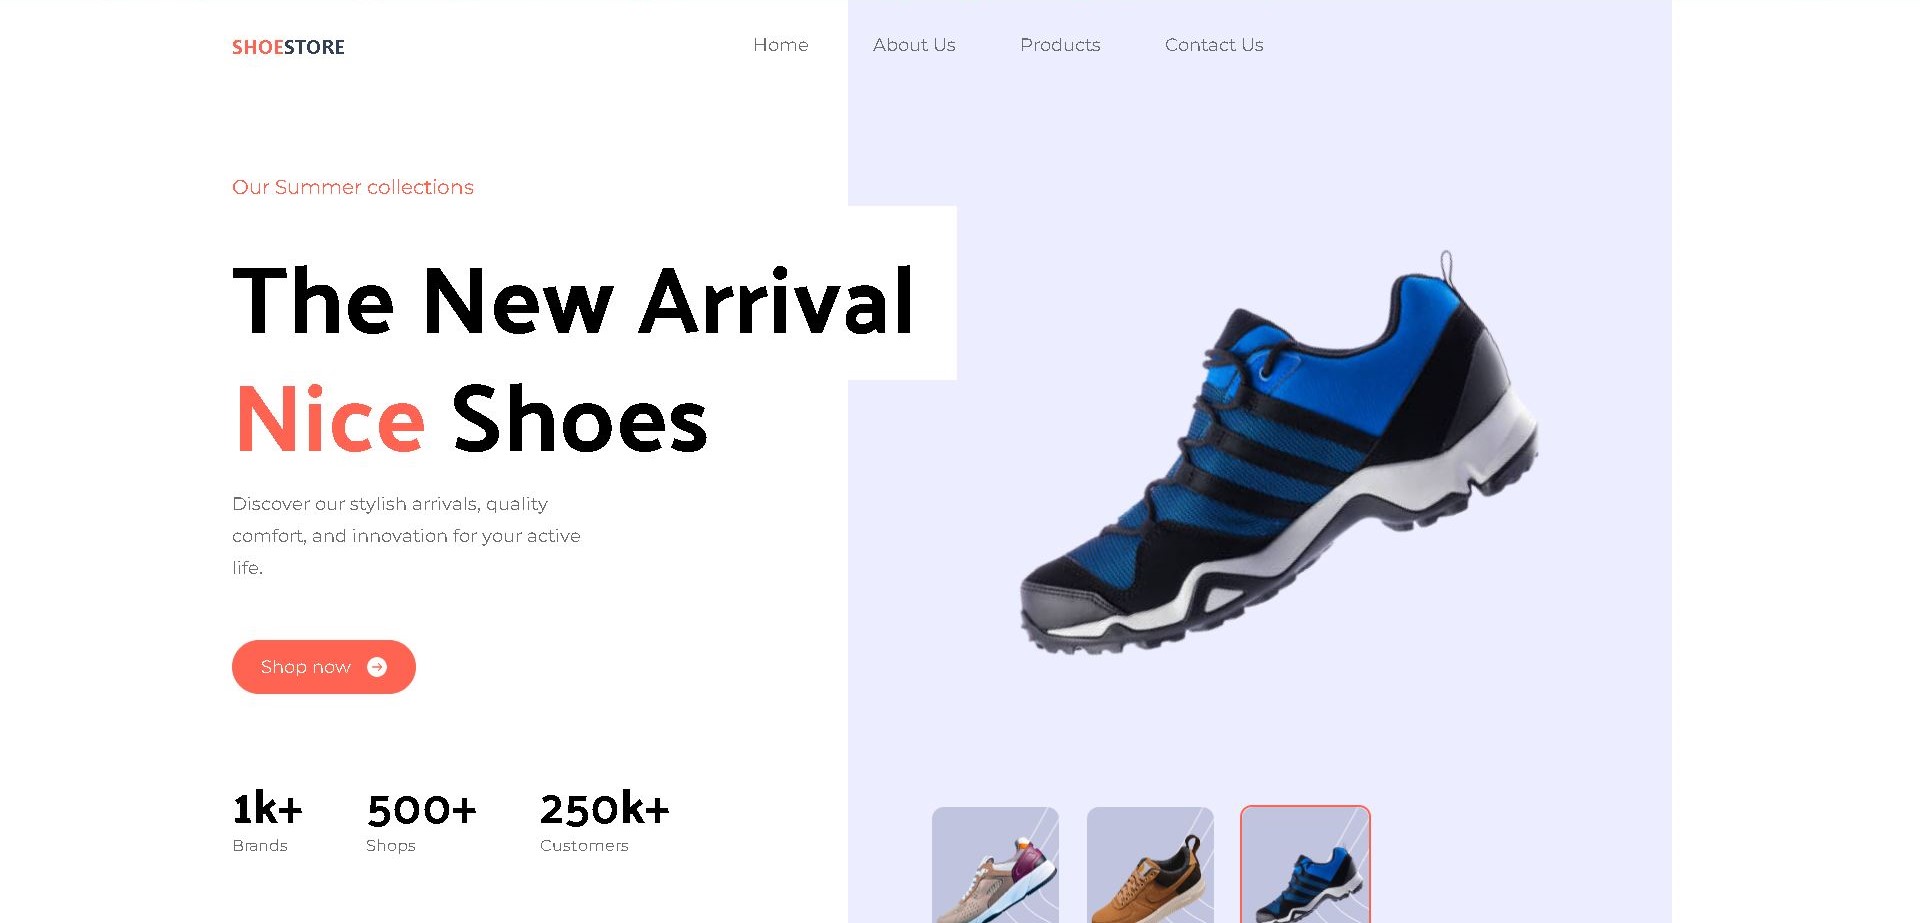 SHOESTORE
Home
About Us
Products
Contact Us
Our Summer collections
The New Arrival
Nice Shoes
Discover our stylish arrivals, quality
comfort, and innovation for your active
life.
Shop now
1k+
Brands
500+
Shops
250k+
Customers